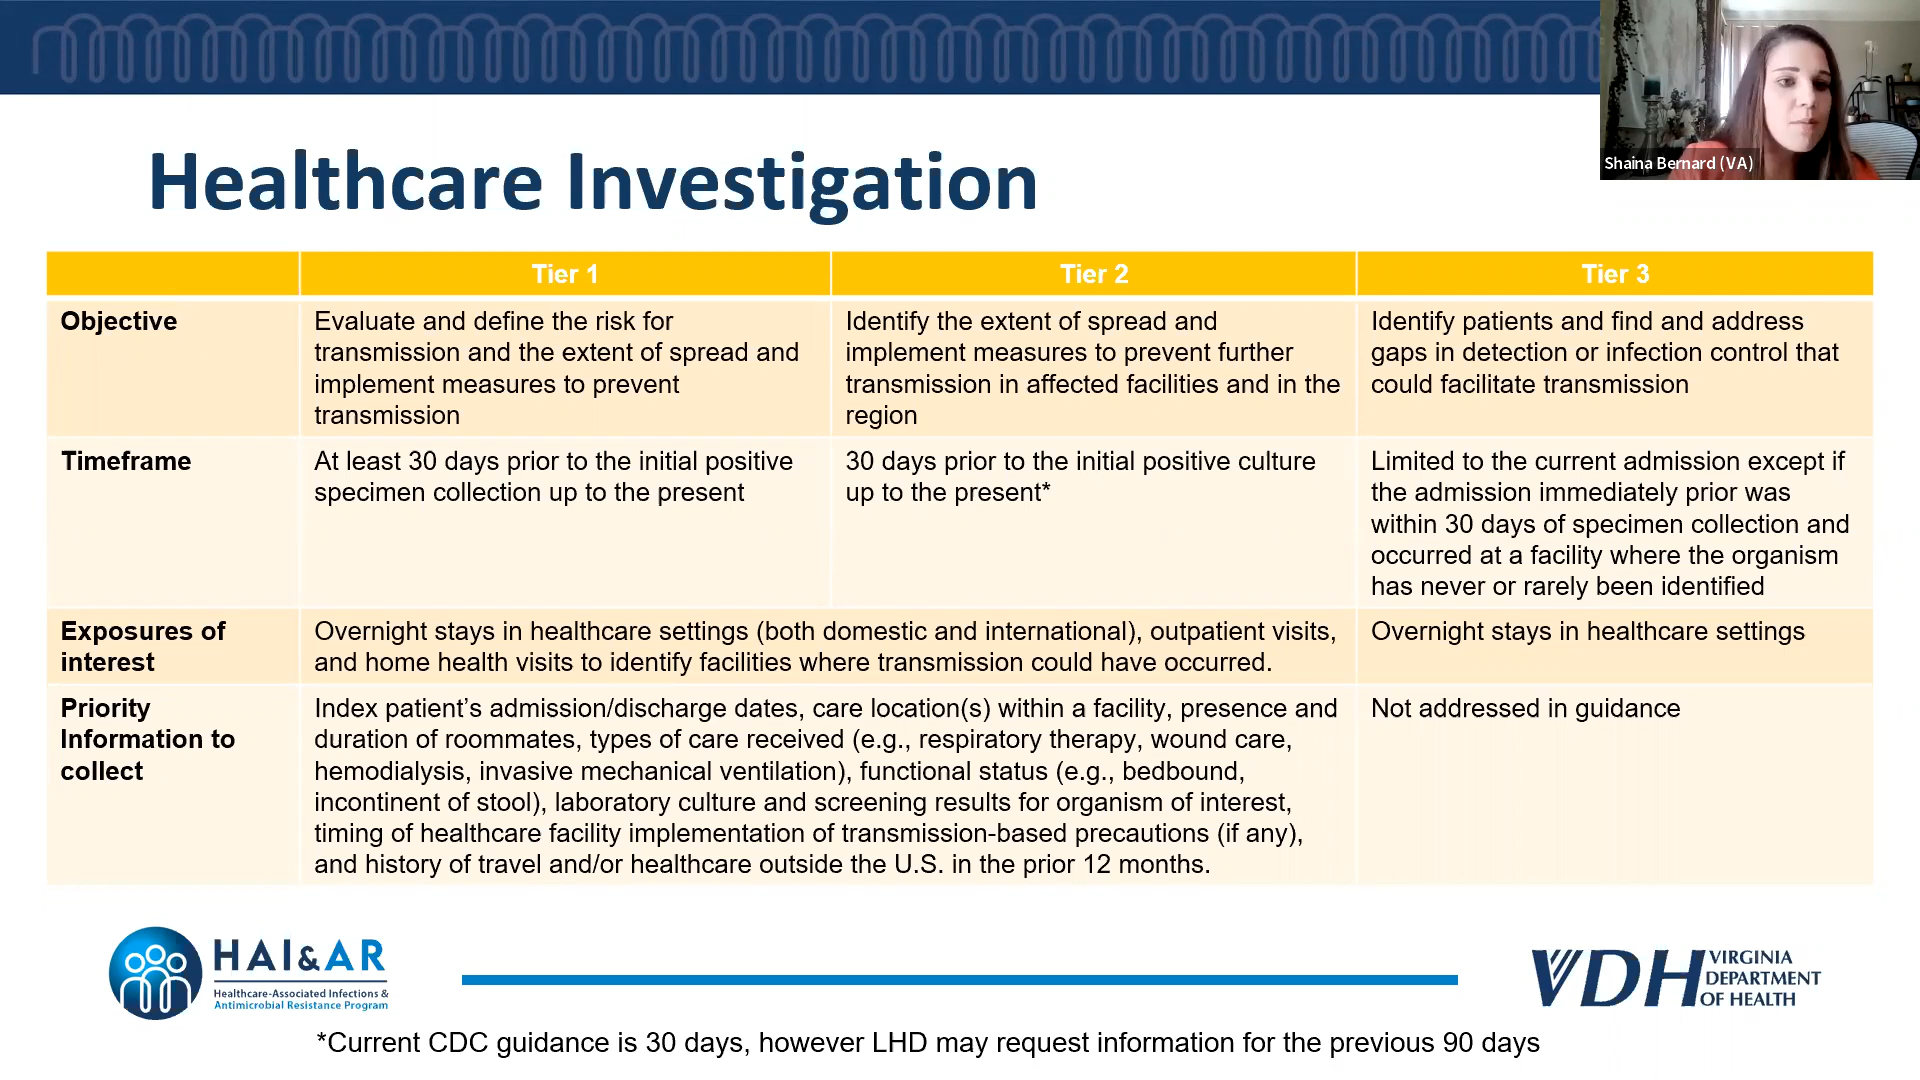 Shaina Bernard (VA)
Healthcare Investigation
Tier 1
Tier 2
Tier 3
Objective
Evaluate and define the risk for
transmission and the extent of spread and
implement measures to prevent
transmission
Identify the extent of spread and
implement measures to prevent further
transmission in affected facilities and in the
region
Identify patients and find and address
gaps in detection or infection control that
could facilitate transmission
Timeframe
At least 30 days prior to the initial positive
specimen collection up to the present
30 days prior to the initial positive culture
up to the present*
Limited to the current admission except if
the admission immediately prior was
within 30 days of specimen collection and
occurred at a facility where the organism
has never or rarely been identified
Exposures of
interest
Overnight stays in healthcare settings (both domestic and international), outpatient visits,
and home health visits to identify facilities where transmission could have occurred.
Overnight stays in healthcare settings
Priority
Information to
collect
Index patient’s admission/discharge dates, care location(s) within a facility, presence and
duration of roommates, types of care received (e.g., respiratory therapy, wound care,
hemodialysis, invasive mechanical ventilation), functional status (e.g., bedbound,
incontinent of stool), laboratory culture and screening results for organism of interest,
timing of healthcare facility implementation of transmission-based precautions (if any),
and history of travel and/or healthcare outside the U.S. in the prior 12 months.
Not addressed in guidance
HAI&AR
Healthcare-Associated Infections &
Antimicrobial Resistance Program
VDH
VIRGINIA
DEPARTMENT
OF HEALTH
*Current CDC guidance is 30 days, however LHD may request information for the previous 90 days